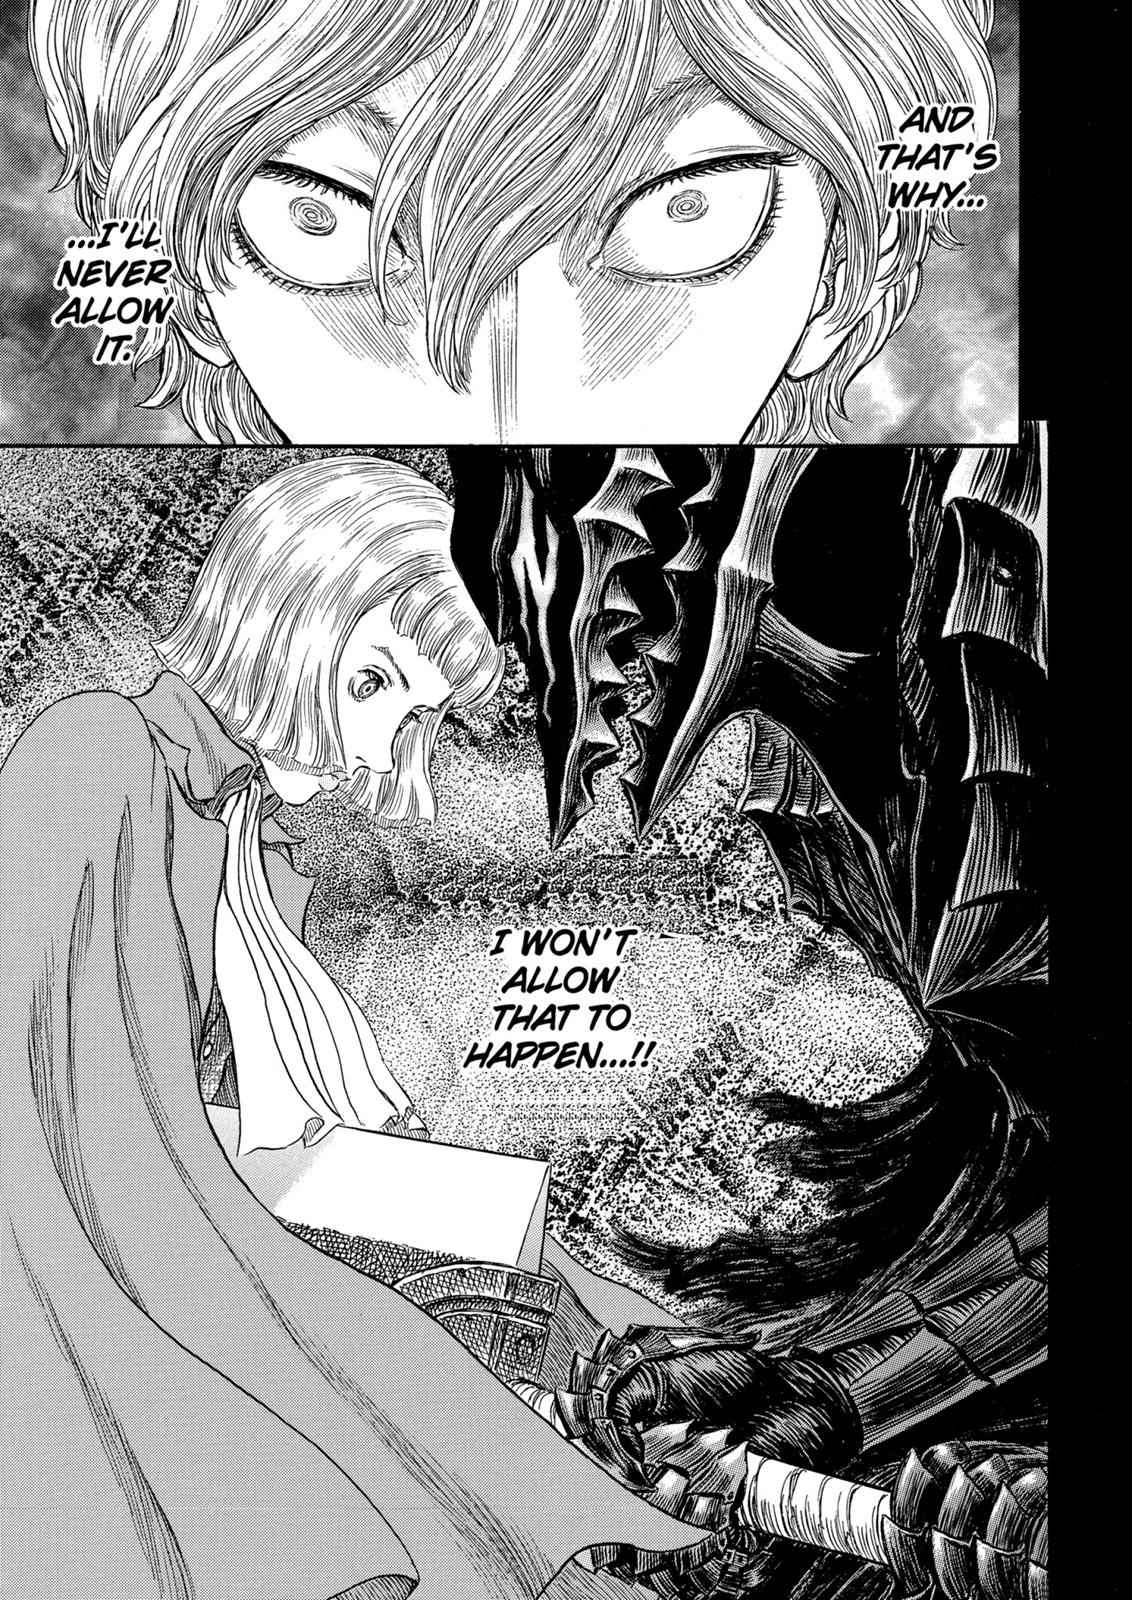 AND
THAT'S
WHY...
...I'LL
NEVER
ALLOW
IT.
I WON'T
ALLOW
THAT TO
HAPPEN...!!